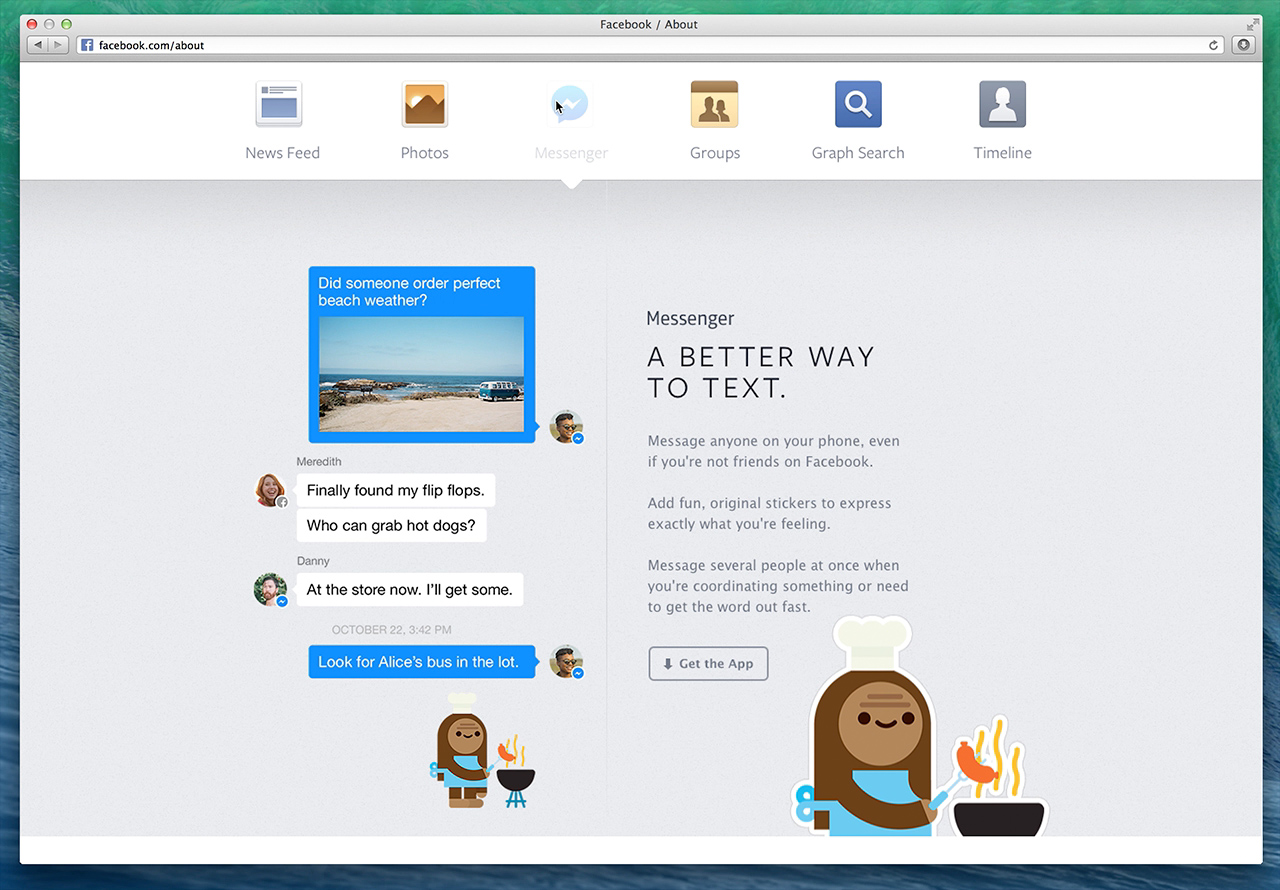 Facebook / About
facebook.com/about
News Feed
Photos
Messenger
Groups
Graph Search
Timeline
Did someone order perfect
beach weather?
Meredith
Finally found my flip flops.
Who can grab hot dogs?
Danny
At the store now. I’ll get some.
OCTOBER 22, 3:42 PM
Look for Alice’s bus in the lot.
Messenger
A BETTER WAY
TO TEXT.
Message anyone on your phone, even
if you're not friends on Facebook.
Add fun, original stickers to express
exactly what you're feeling.
Message several people at once when
you're coordinating something or need
to get the word out fast.
Get the App